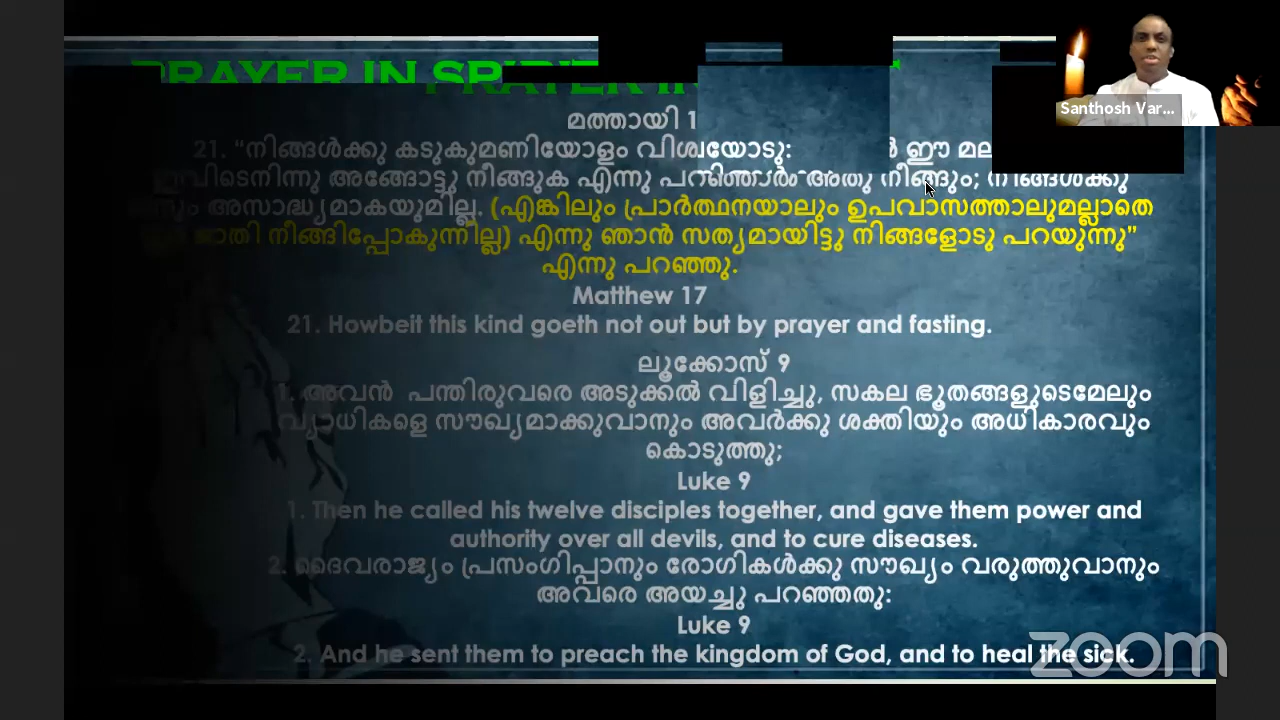 PRAYER IN
Santhosh Var...
മത്തായി 1
21. "നിങ്ങൾക്കു കടുകുമണിയോളം ഈ
അങ്ങോട്ടു നീങ്ങുക എന്നു അതു നീങ്ങും; നിങ്ങൾക്കു
അസാദ്ധ്യമാകയുമില്ല. (എങ്കിലും പ്രാർത്ഥനയാലും ഉപവാസത്താലുമല്ലാതെ
ജാതി നീങ്ങിപ്പോകുന്നില്ല) എന്നു ഞാൻ സത്യമായിട്ടു നിങ്ങളോടു പറയുന്നു"
എന്നു പറഞ്ഞു.
Matthew 17
21. Howbeit this kind goeth not out but by prayer and fasting.
ലൂക്കോസ് 9
1. അവൻ പന്തിരുവരെ അടുക്കൽ വിളിച്ചു, സകല ഭൂതങ്ങളുടെമേലും
വ്യാധികളെ സൗഖ്യമാക്കുവാനും അവർക്കു ശക്തിയും അധികാരവും
കൊടുത്തു;
Luke 9
1. Then he called his twelve disciples together, and gave them power and
authority over all devils, and to cure diseases.
2. ദൈവരാജ്യം പ്രസംഗിപ്പാനും രോഗികൾക്കു സൗഖ്യം വരുത്തുവാനും
അവരെ അയച്ചു പറഞ്ഞതു:
Luke 9
2. And he sent them to preach the kingdom of God, and to heal the sick.
zoom